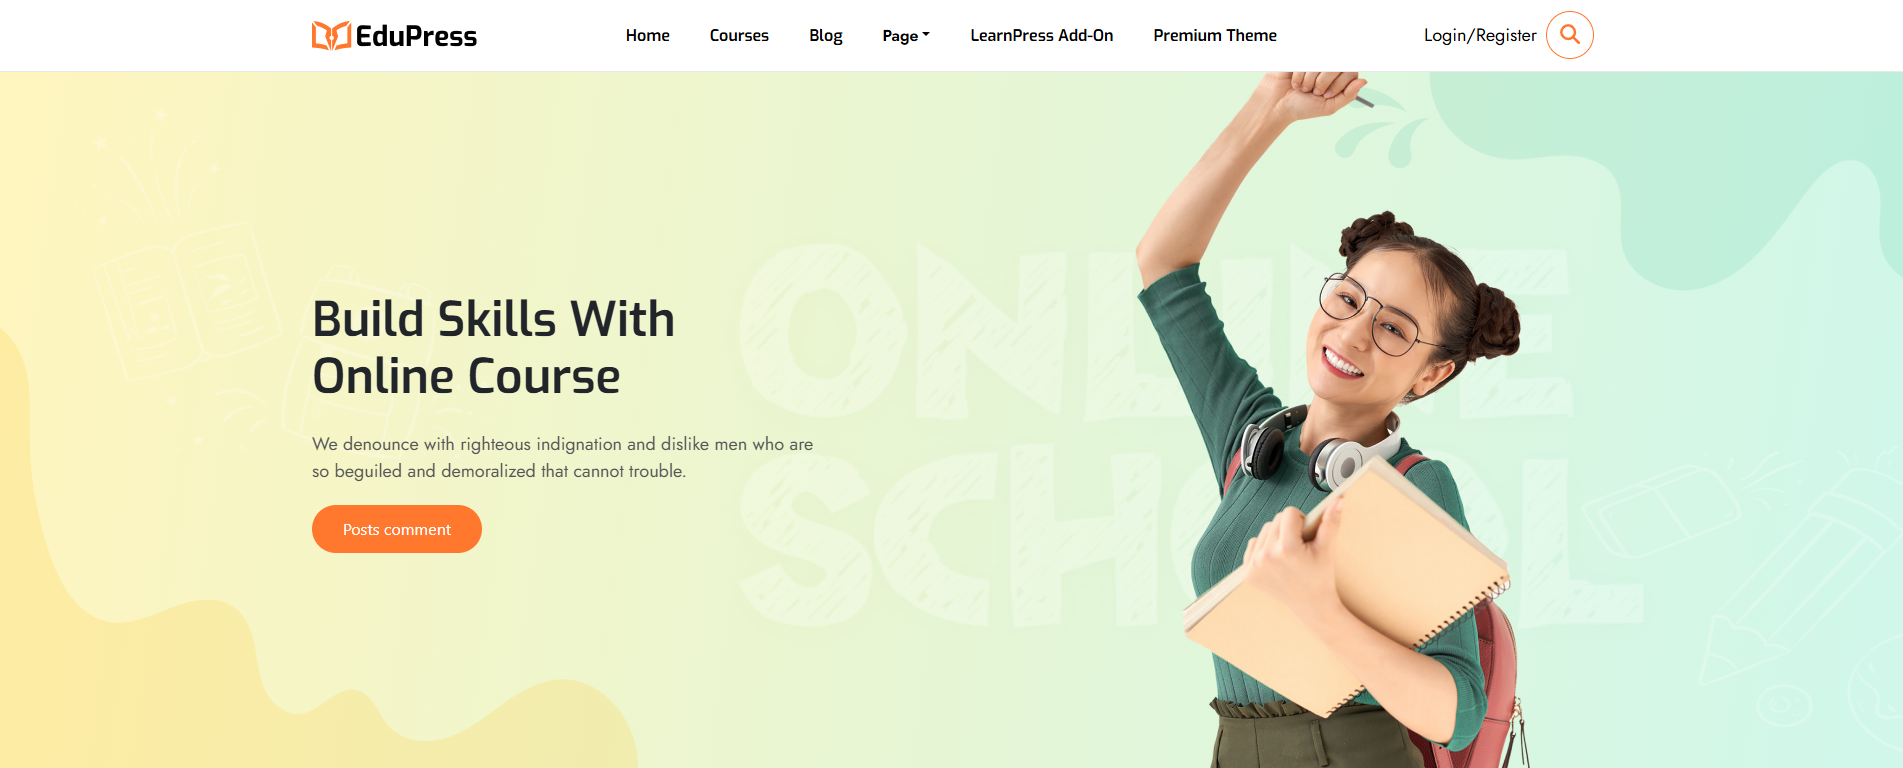 EduPress
Home Courses Blog Page LearnPress Add-On Premium Theme
Login/Register
ONLINE
SCHOOL
Build Skills With
Online Course
We denounce with righteous indignation and dislike men who are
so beguiled and demoralized that cannot trouble.
Posts comment